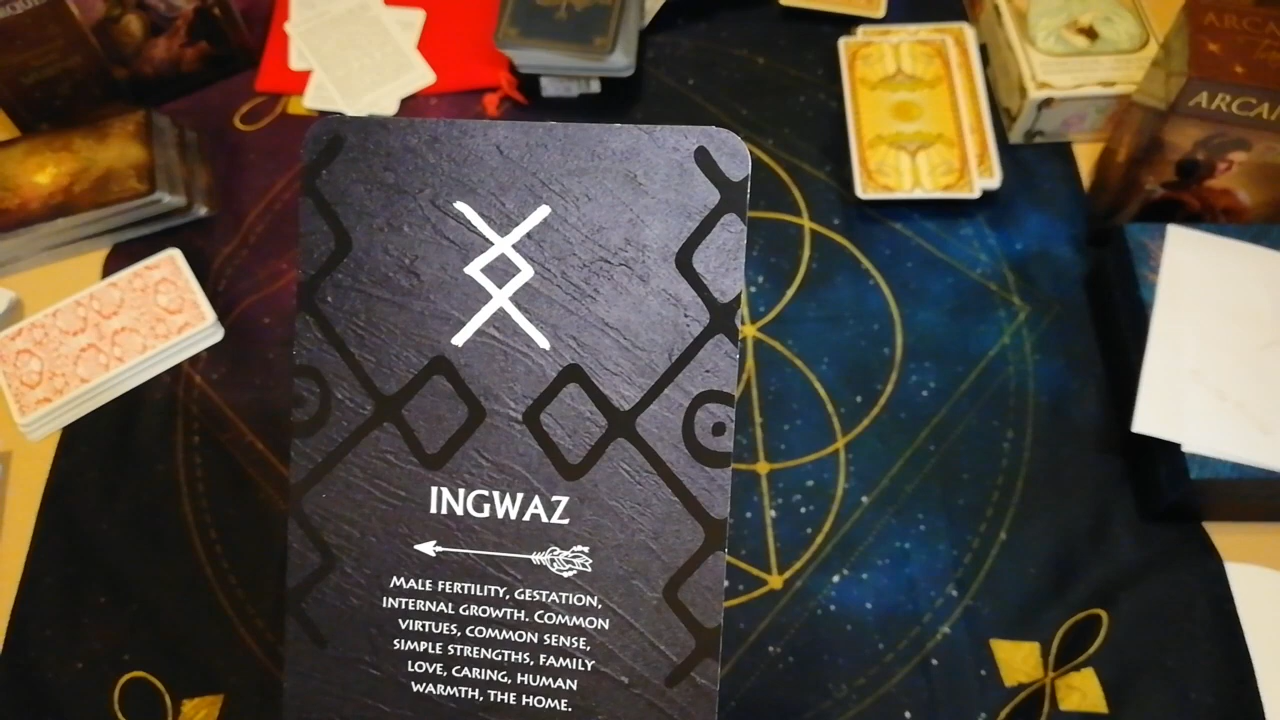 ARCAN
INGWAZ
MALE FERTILITY, GESTATION,
INTERNAL GROWTH. COMMON
VIRTUES, COMMON SENSE,
SIMPLE STRENGTHS, FAMILY
LOVE, CARING, HUMAN
WARMTH, THE HOME.